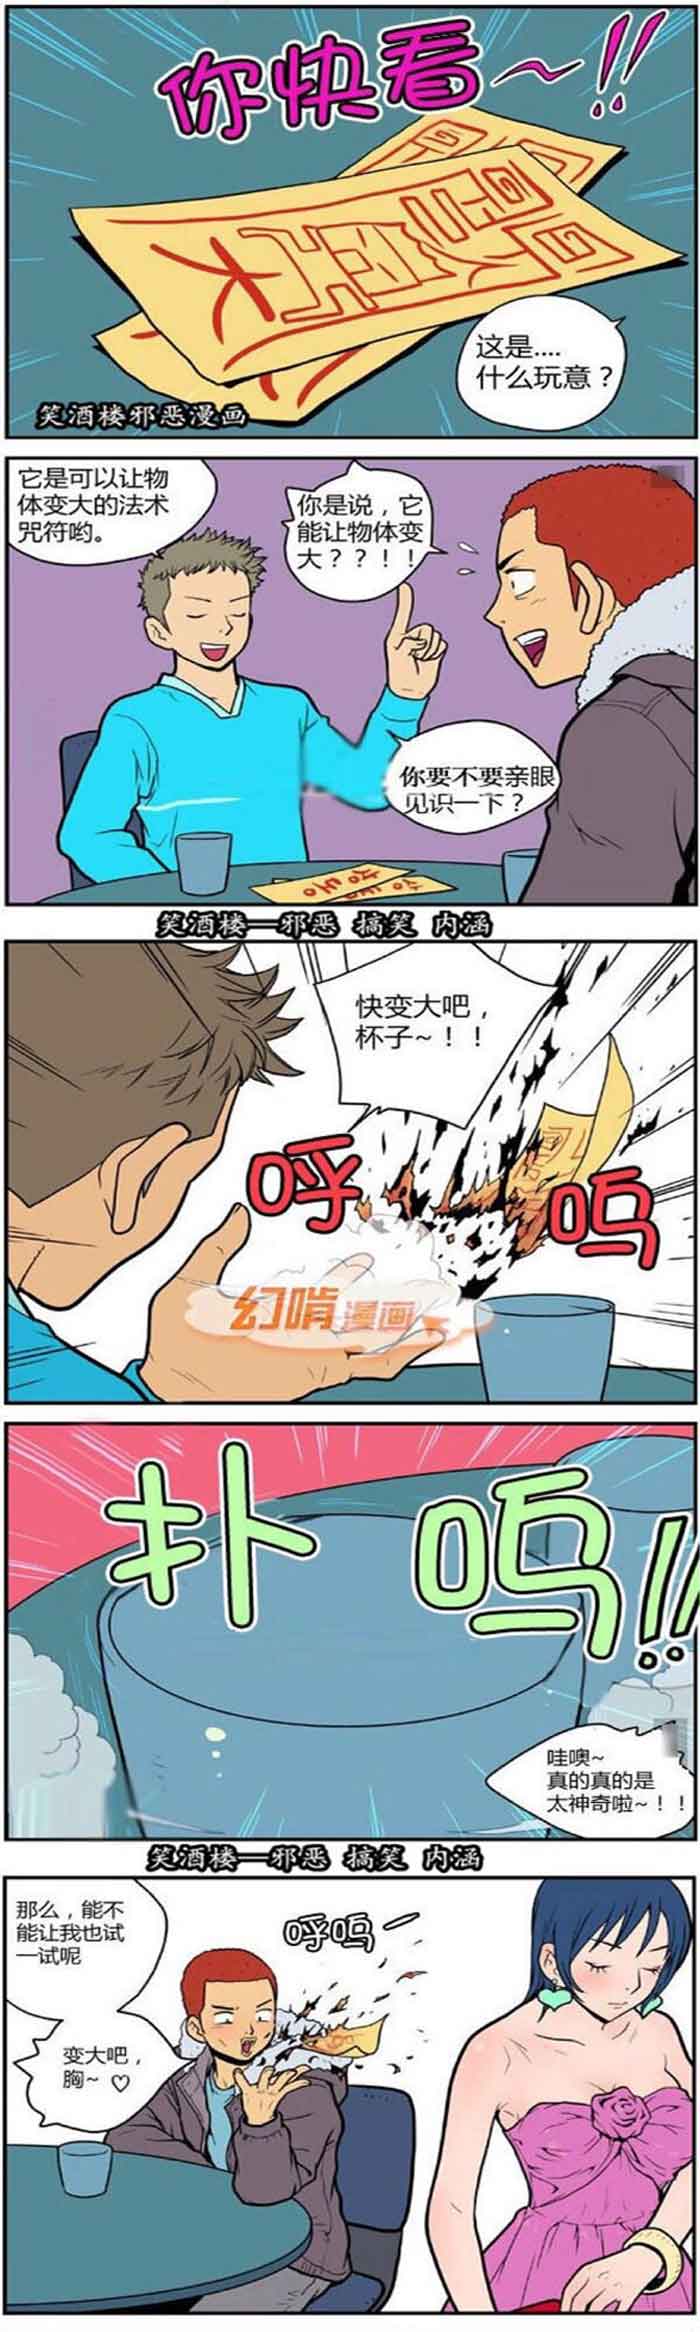 你快看~!!
这是....
什么玩意？
笑酒楼邪恶漫画
它是可以让物
体变大的法术
咒符哟。
你是说，它
能让物体变
大？？！！
你要不要亲眼
见识一下？
笑酒楼—邪恶 搞笑 内涵
快变大吧，
杯子~！！
呼 呜
幻啃漫画
扑 呜!!
哇噢~
真的真的是
太神奇啦~！！
笑酒楼—邪恶 搞笑 内涵
那么，能不
能让我也试
一试呢
呼呜—
变大吧，
胸~ ♡